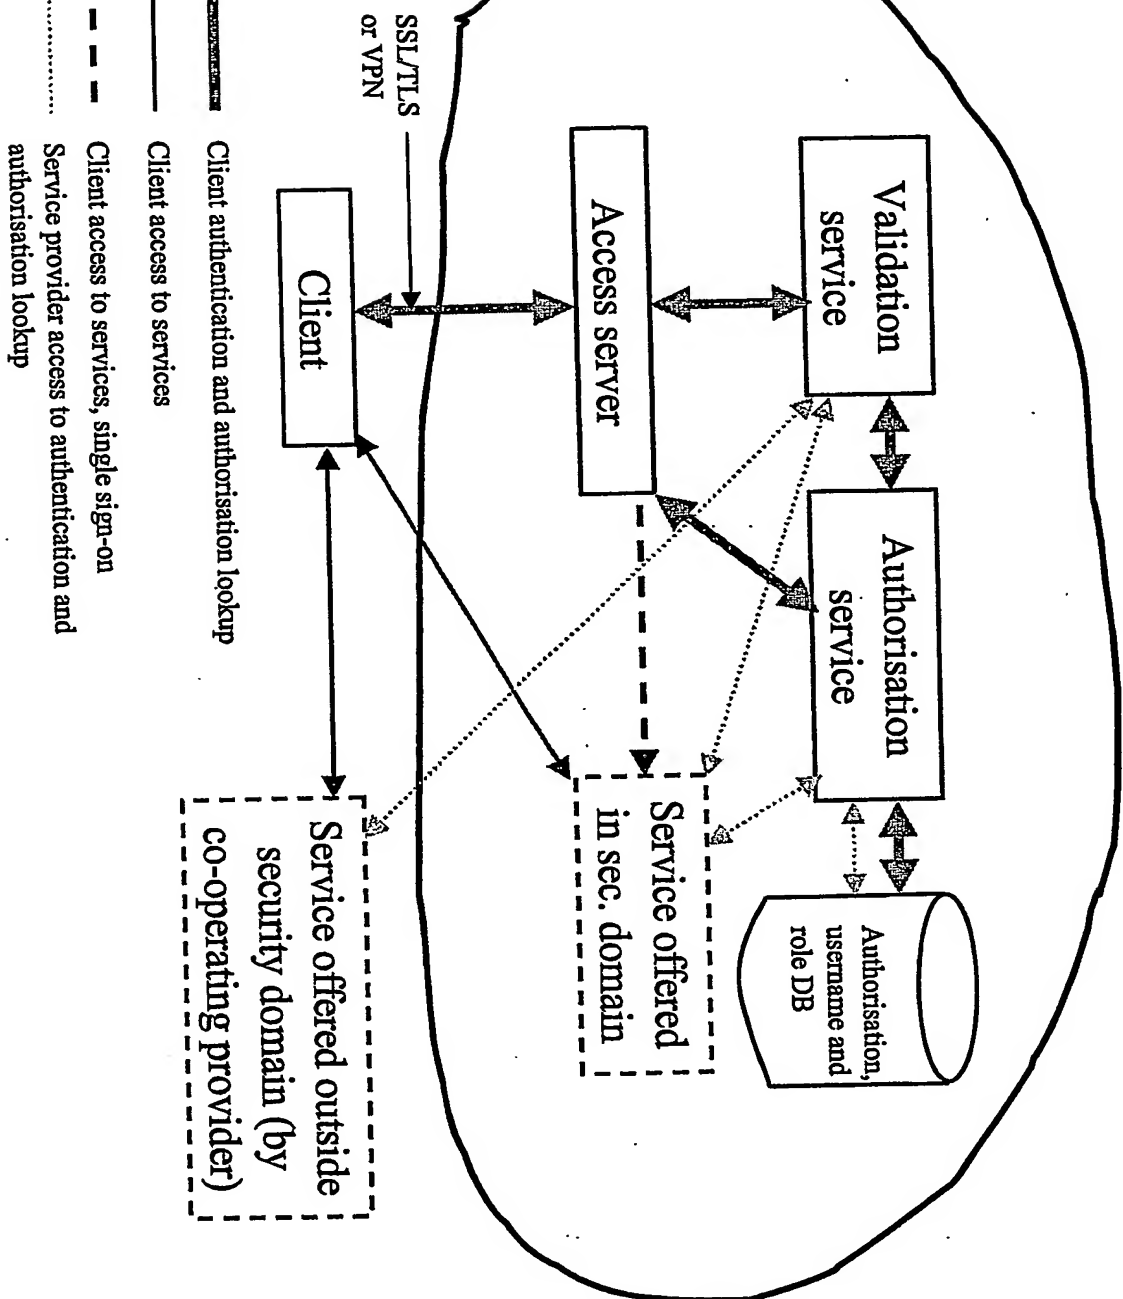 Validation
service
Authorisation
service
Authorisation,
username and
role DB
Access server
Service offered
in sec. domain
SSL/TLS
or VPN
Client
Service offered outside
security domain (by
co-operating provider)
Client authentication and authorisation lookup
Client access to services
Client access to services, single sign-on
Service provider access to authentication and
authorisation lookup